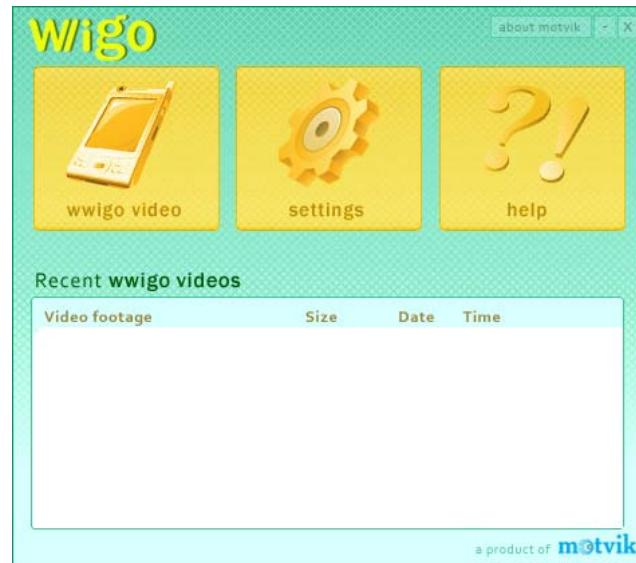 Wigo
about motvik - X
wwigo video settings help
Recent wwigo videos
Video footage Size Date Time
a product of motvik